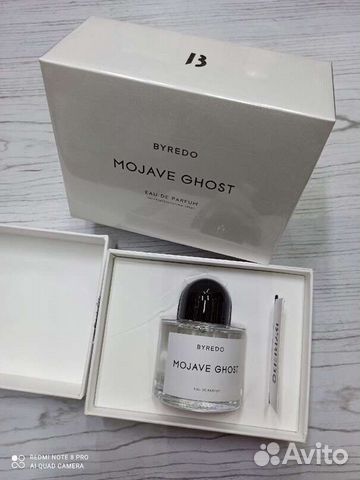 B
BYREDO
MOJAVE GHOST
EAU DE PARFUM
BYREDO
MOJAVE GHOST
EAU DE PARFUM
BYREDO
REDMI NOTE 8 PRO
AI QUAD CAMERA
Avito